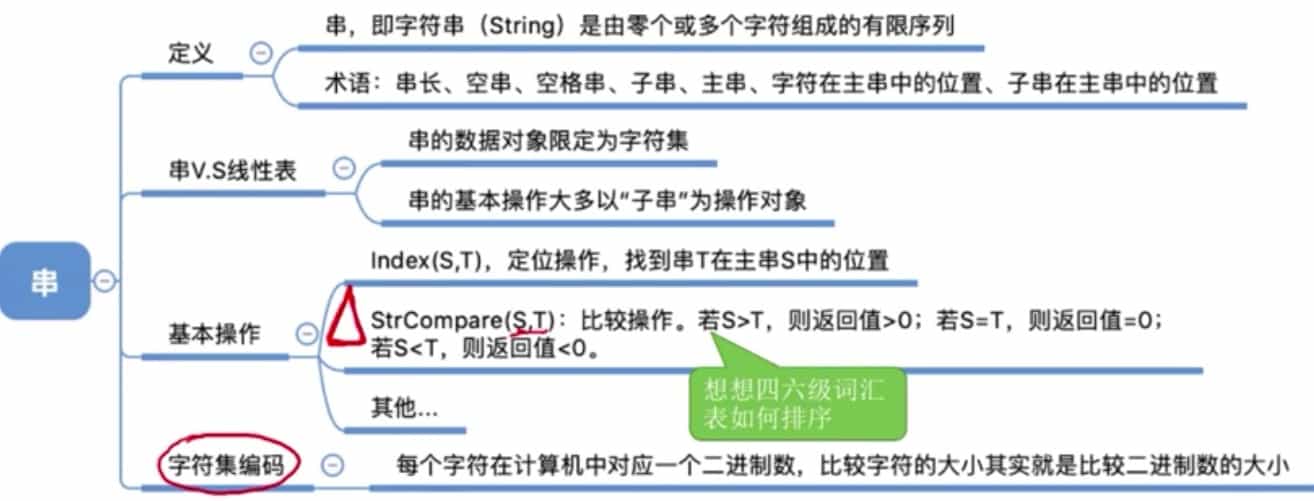 串，即字符串（String）是由零个或多个字符组成的有限序列
定义
术语：串长、空串、空格串、子串、主串、字符在主串中的位置、子串在主串中的位置
串的数据对象限定为字符集
串V.S线性表
串的基本操作大多以“子串”为操作对象
串
Index(S,T)，定位操作，找到串T在主串S中的位置
基本操作
StrCompare(S,T)：比较操作。若S>T，则返回值>0；若S=T，则返回值=0；
若S<T，则返回值<0。
想想四六级词汇
表如何排序
其他...
字符集编码
每个字符在计算机中对应一个二进制数，比较字符的大小其实就是比较二进制数的大小